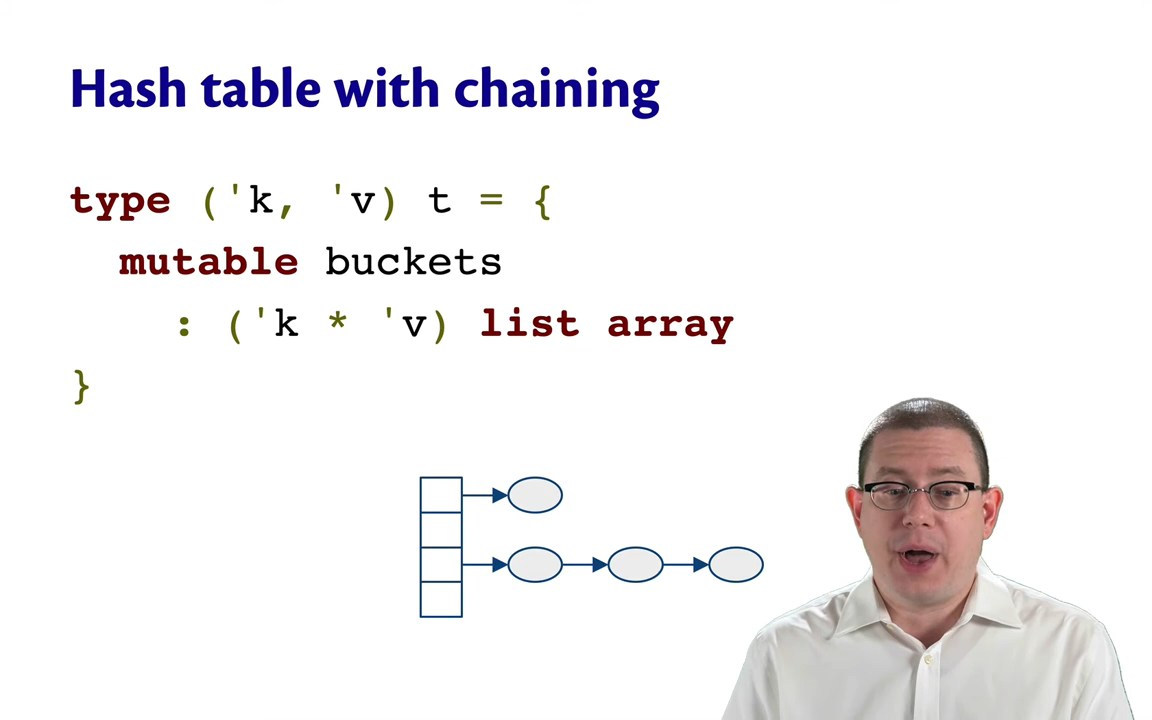 Hash table with chaining
type ('k, 'v) t = {
mutable buckets
: ('k * 'v) list array
}